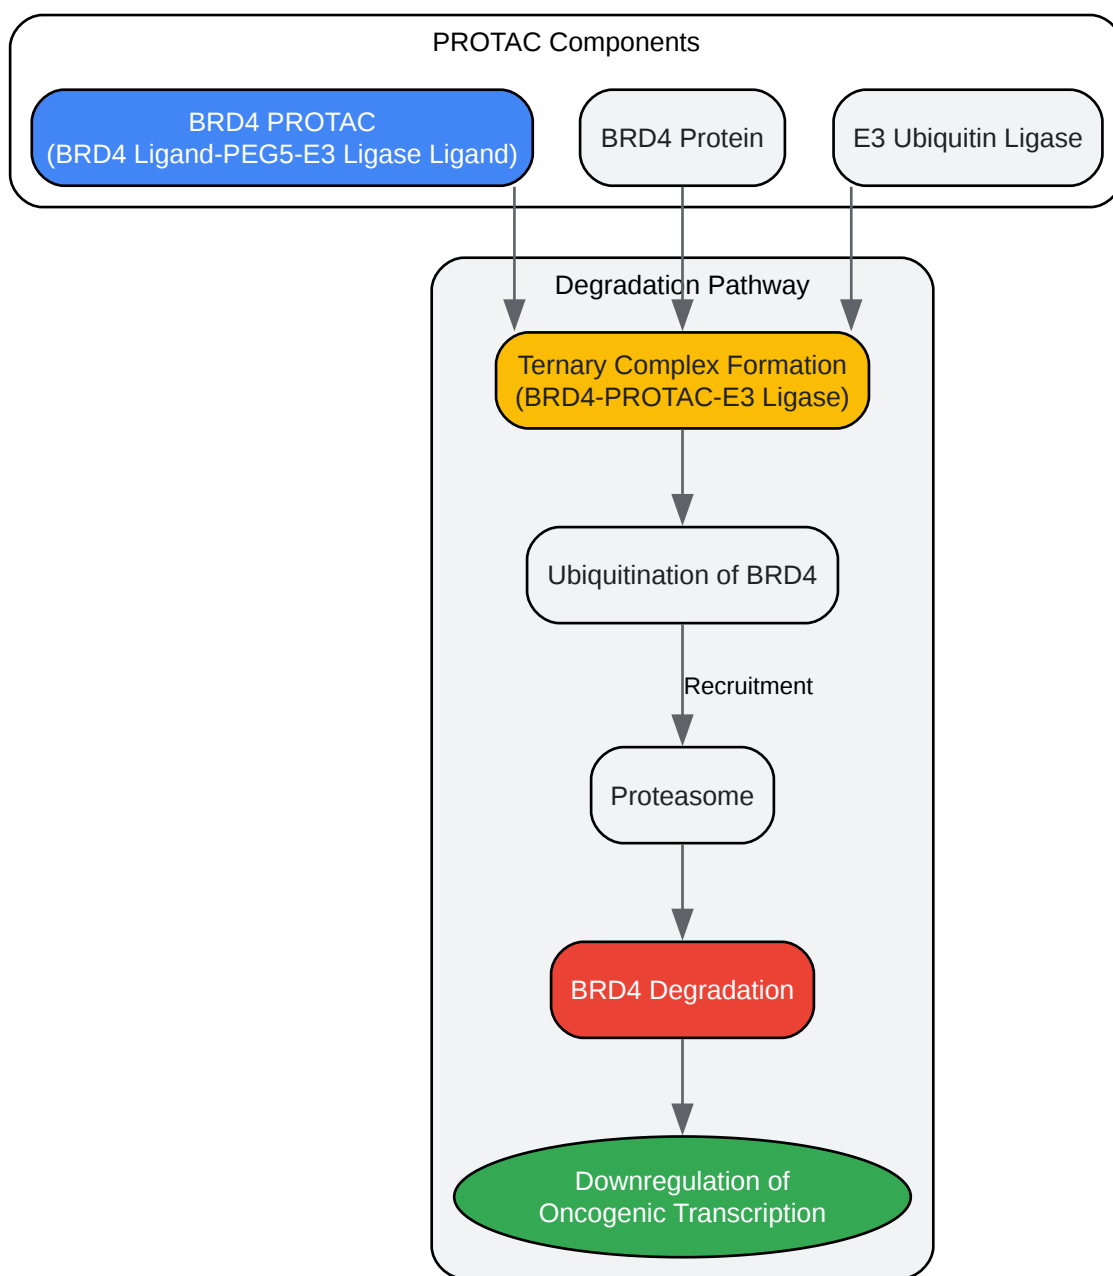 PROTAC Components
BRD4 PROTAC
(BRD4 Ligand-PEG5-E3 Ligase Ligand)
BRD4 Protein
E3 Ubiquitin Ligase
Degradation Pathway
Ternary Complex Formation
(BRD4-PROTAC-E3 Ligase)
Ubiquitination of BRD4
Recruitment
Proteasome
BRD4 Degradation
Downregulation of
Oncogenic Transcription